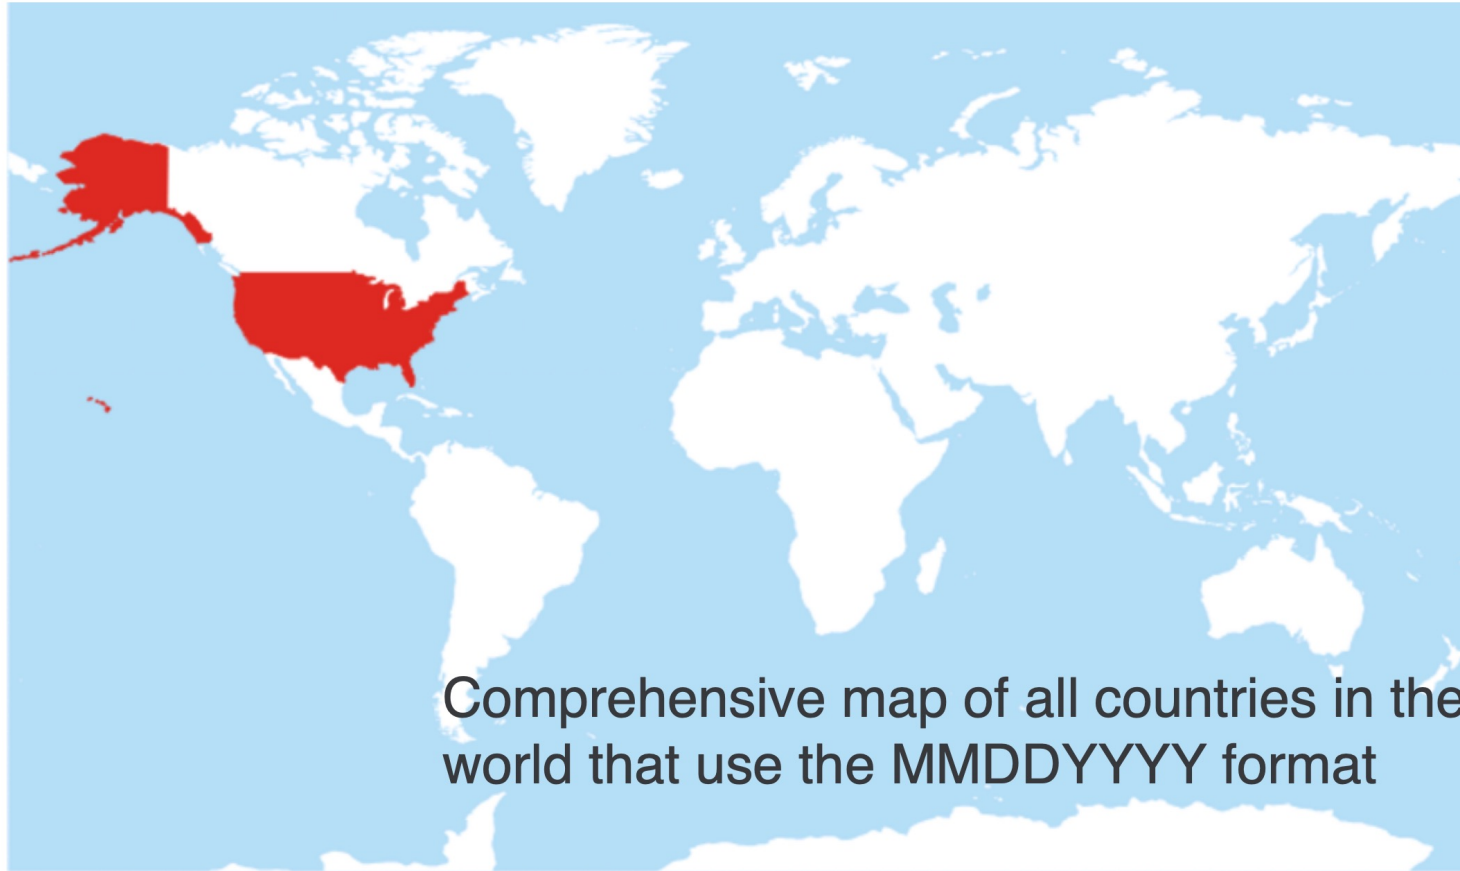 Comprehensive map of all countries in the
world that use the MMDDYYYY format